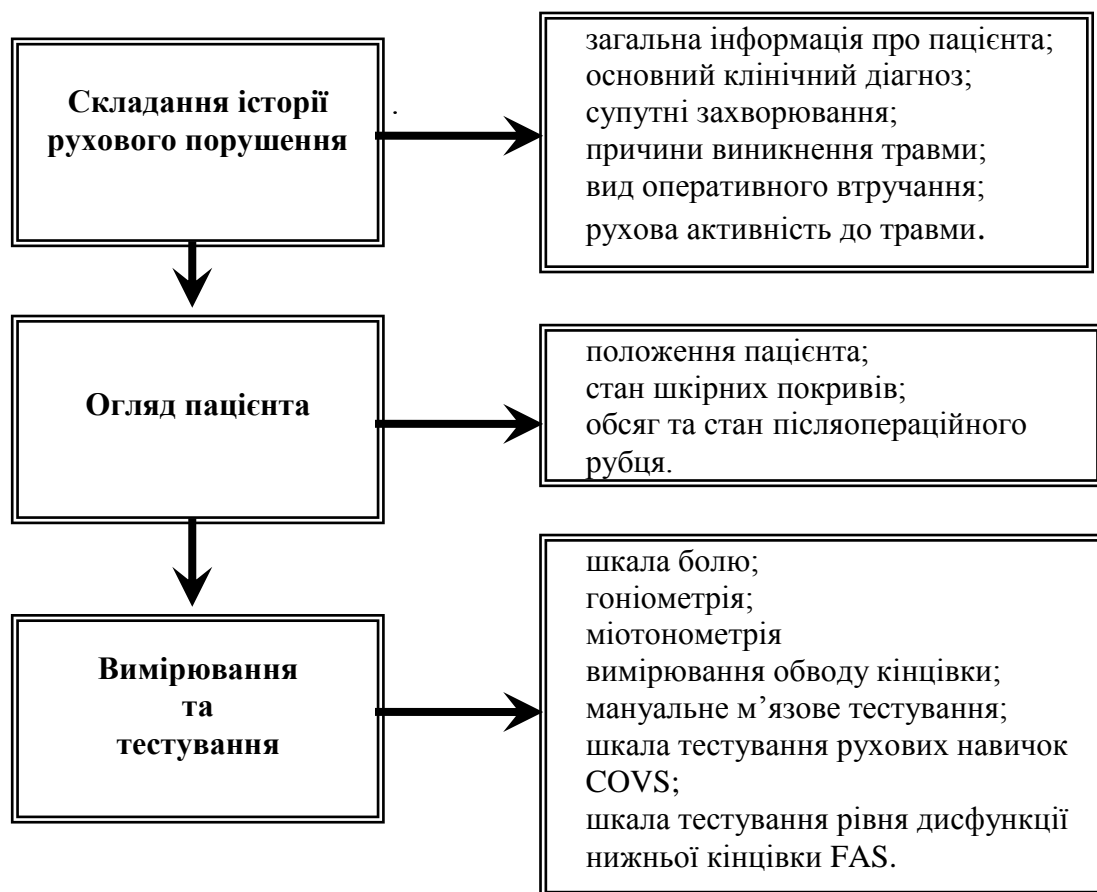 Складання історії
рухового порушення
.
загальна інформація про пацієнта;
основний клінічний діагноз;
супутні захворювання;
причини виникнення травми;
вид оперативного втручання;
рухова активність до травми.
Огляд пацієнта
положення пацієнта;
стан шкірних покривів;
обсяг та стан післяопераційного
рубця.
Вимірювання
та
тестування
шкала болю;
гоніометрія;
міотонометрія
вимірювання обводу кінцівки;
мануальне м’язове тестування;
шкала тестування рухових навичок
COVS;
шкала тестування рівня дисфункції
нижньої кінцівки FAS.